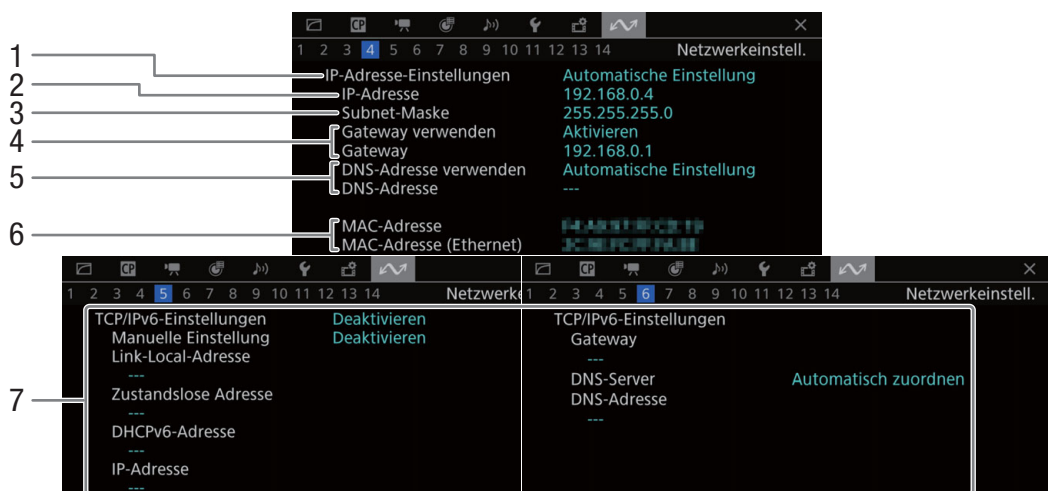 CP
1 2 3 4 5 6 7 8 9 10 11 12 13 14 Netzwerkeinstell.
1 IP-Adresse-Einstellungen Automatische Einstellung
2 IP-Adresse 192.168.0.4
3 Subnet-Maske 255.255.255.0
4 Gateway verwenden Aktivieren
Gateway 192.168.0.1
5 DNS-Adresse verwenden Automatische Einstellung
DNS-Adresse ---
6 MAC-Adresse
MAC-Adresse (Ethernet)
CP
1 2 3 4 5 6 7 8 9 10 11 12 13 14 Netzwerke
7
TCP/IPv6-Einstellungen Deaktivieren
Manuelle Einstellung Deaktivieren
Link-Local-Adresse
---
Zustandslose Adresse
---
DHCPv6-Adresse
---
IP-Adresse
---
CP
1 2 3 4 5 6 7 8 9 10 11 12 13 14 Netzwerkeinstell.
TCP/IPv6-Einstellungen
Gateway
---
DNS-Server Automatisch zuordnen
DNS-Adresse
---